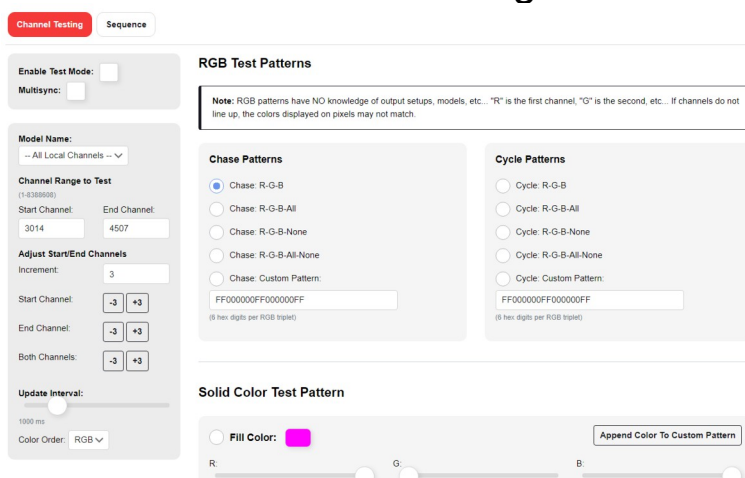 Channel Testing
Sequence
Enable Test Mode:
Multisync:
Model Name:
-- All Local Channels --
Channel Range to Test
(1-8388608)
Start Channel:
End Channel:
3014
4507
Adjust Start/End Channels
Increment:
3
Start Channel:
-3
+3
End Channel:
-3
+3
Both Channels:
-3
+3
Update Interval:
1000 ms
Color Order:
RGB
RGB Test Patterns
Note: RGB patterns have NO knowledge of output setups, models, etc... "R" is the first channel, "G" is the second, etc... If channels do not
line up, the colors displayed on pixels may not match.
Chase Patterns
Chase: R-G-B
Chase: R-G-B-All
Chase: R-G-B-None
Chase: R-G-B-All-None
Chase: Custom Pattern:
FF000000FF000000FF
(6 hex digits per RGB triplet)
Cycle Patterns
Cycle: R-G-B
Cycle: R-G-B-All
Cycle: R-G-B-None
Cycle: R-G-B-All-None
Cycle: Custom Pattern:
FF000000FF000000FF
(6 hex digits per RGB triplet)
Solid Color Test Pattern
Fill Color:
Append Color To Custom Pattern
R:
G:
B: